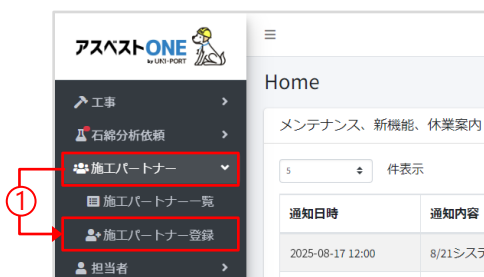 アスベストONE
by UNI-PORT
工事
石綿分析依頼
施工パートナー
施工パートナー一覧
施工パートナー登録
担当者
①
Home
メンテナンス、新機能、休業案内
5 件表示
通知日時 通知内容
2025-08-17 12:00 8/21シス